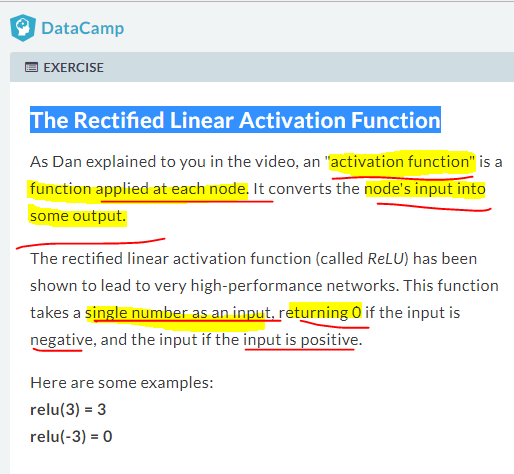 DataCamp
EXERCISE
The Rectified Linear Activation Function
As Dan explained to you in the video, an "activation function" is a
function applied at each node. It converts the node's input into
some output.
The rectified linear activation function (called ReLU) has been
shown to lead to very high-performance networks. This function
takes a single number as an input, returning 0 if the input is
negative, and the input if the input is positive.
Here are some examples:
relu(3) = 3
relu(-3) = 0